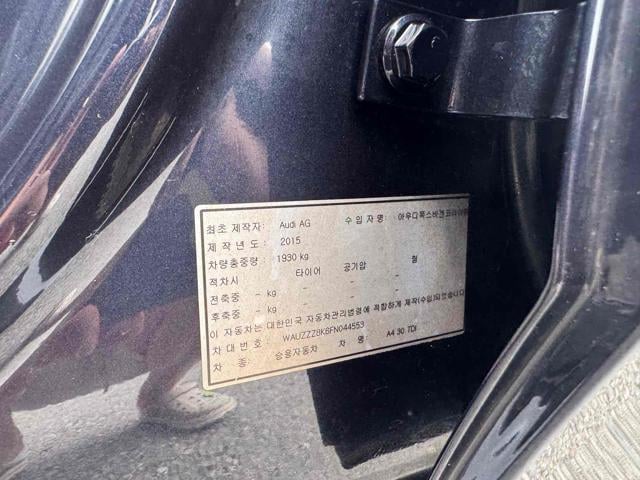 최초 제작자: Audi AG 수 입 자 명 : 아우디폭스바겐코리아㈜
제 작 년 도 : 2015
차량총중량 : 1930 kg
적차시 타이어 공기압 형
전축중 - kg - - -
후축중 - kg - - -
이 자동차는 대한민국 자동차관리법령에 적합하게 제작(수입)되었습니다
차 대 번 호 : WAUZZZ8K8FN044553
차 종: 승용자동차 차 명 A4 30 TDI